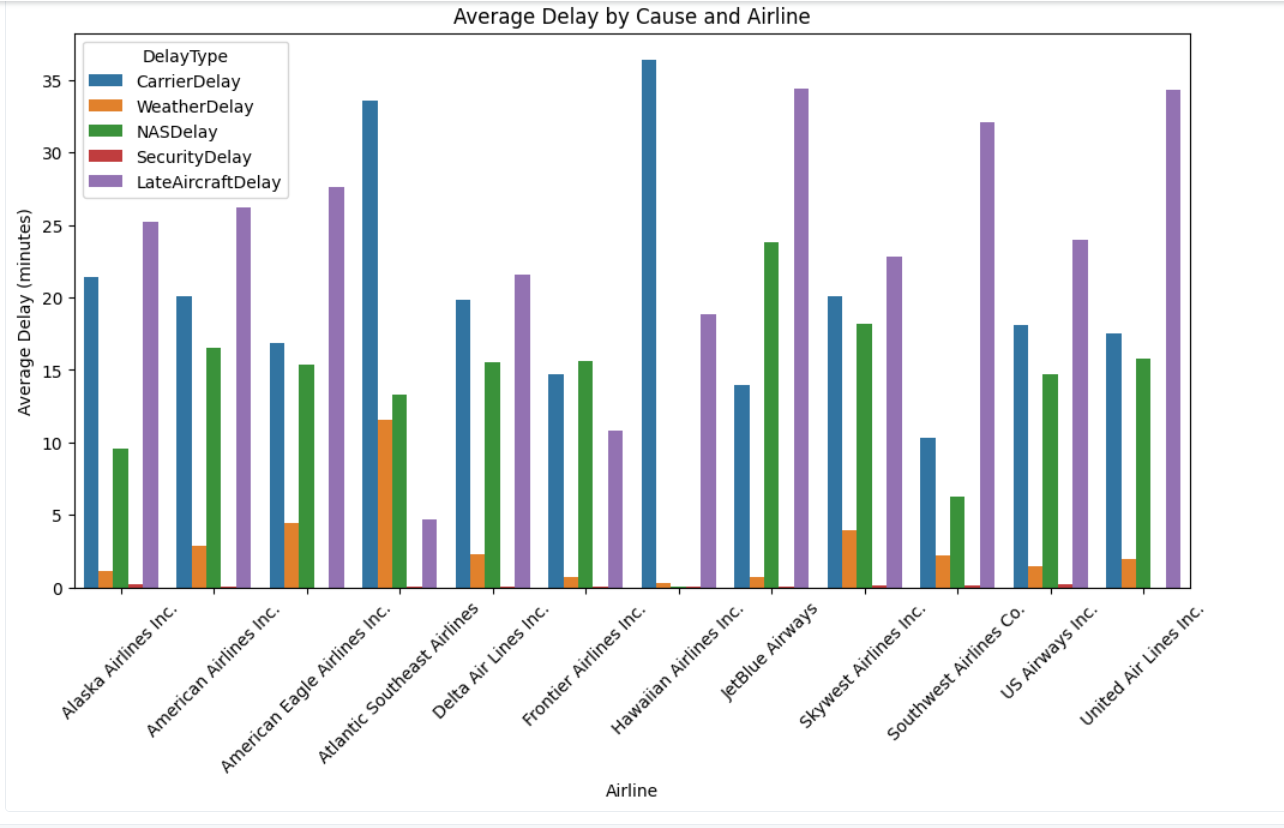 Average Delay by Cause and Airline
DelayType
CarrierDelay
WeatherDelay
NASDelay
SecurityDelay
LateAircraftDelay
Average Delay (minutes)
35
30
25
20
15
10
5
0
Alaska Airlines Inc.
American Airlines Inc.
American Eagle Airlines Inc.
Atlantic Southeast Airlines
Delta Air Lines Inc.
Frontier Airlines Inc.
Hawaiian Airlines Inc.
JetBlue Airways
Skywest Airlines Inc.
Southwest Airlines Co.
US Airways Inc.
United Air Lines Inc.
Airline